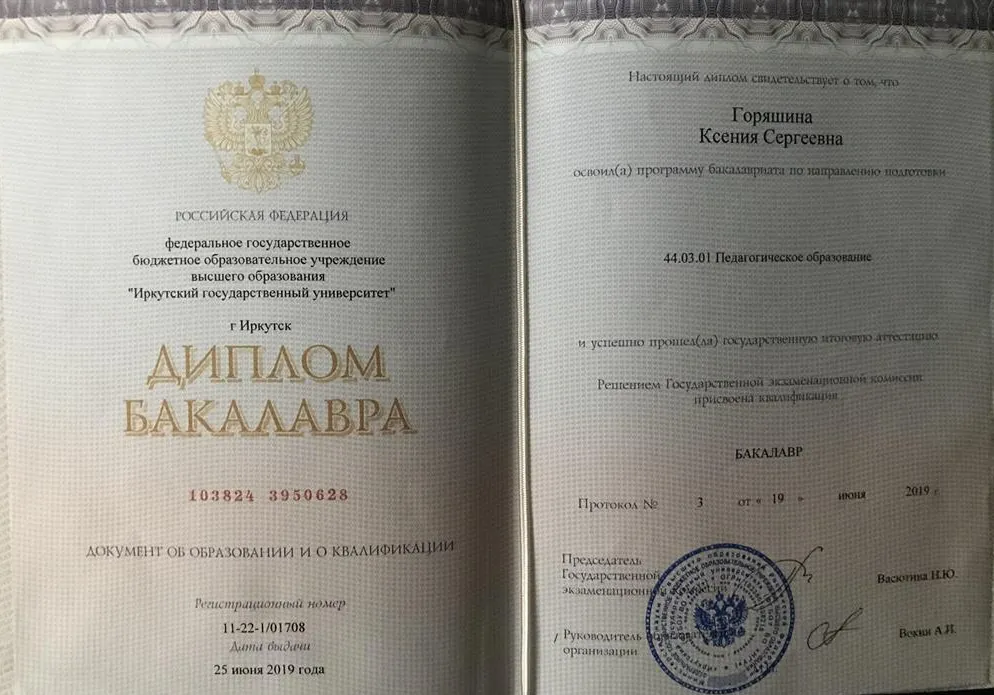 РОССИЙСКАЯ ФЕДЕРАЦИЯ
федеральное государственное
бюджетное образовательное учреждение
высшего образования
"Иркутский государственный университет"
г Иркутск
ДИПЛОМ
БАКАЛАВРА
103824 3950628
ДОКУМЕНТ ОБ ОБРАЗОВАНИИ И О КВАЛИФИКАЦИИ
Регистрационный номер
11-22-1/01708
Дата выдачи
25 июня 2019 года
Настоящий диплом свидетельствует о том, что
Горяшина
Ксения Сергеевна
освоил(а) программу бакалавриата по направлению подготовки
44.03.01 Педагогическое образование
и успешно прошел(ла) государственную итоговую аттестацию
Решением Государственной экзаменационной комиссии
присвоена квалификация
БАКАЛАВР
Протокол № 3 от « 19 » июня 2019 г.
Председатель
Государственной
экзаменационной
Васютина Н.Ю.
/ Руководитель
организации
Вокин А.И.